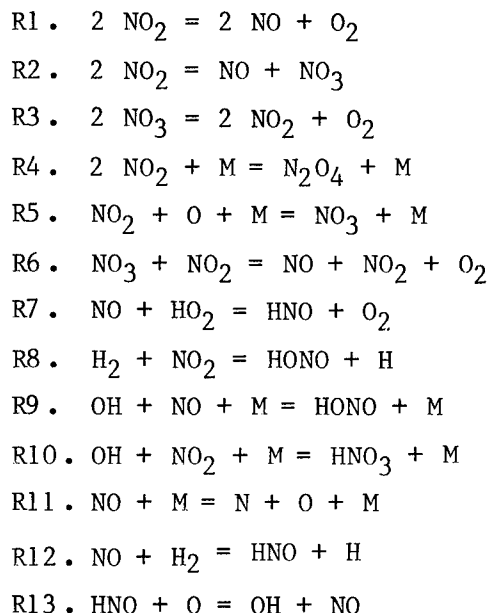 R1. 2 NO₂ = 2 NO + O₂
R2. 2 NO₂ = NO + NO₃
R3. 2 NO₃ = 2 NO₂ + O₂
R4. 2 NO₂ + M = N₂O₄ + M
R5. NO₂ + O + M = NO₃ + M
R6. NO₃ + NO₂ = NO + NO₂ + O₂
R7. NO + HO₂ = HNO + O₂
R8. H₂ + NO₂ = HONO + H
R9. OH + NO + M = HONO + M
R10. OH + NO₂ + M = HNO₃ + M
R11. NO + M = N + O + M
R12. NO + H₂ = HNO + H
R13. HNO + O = OH + NO